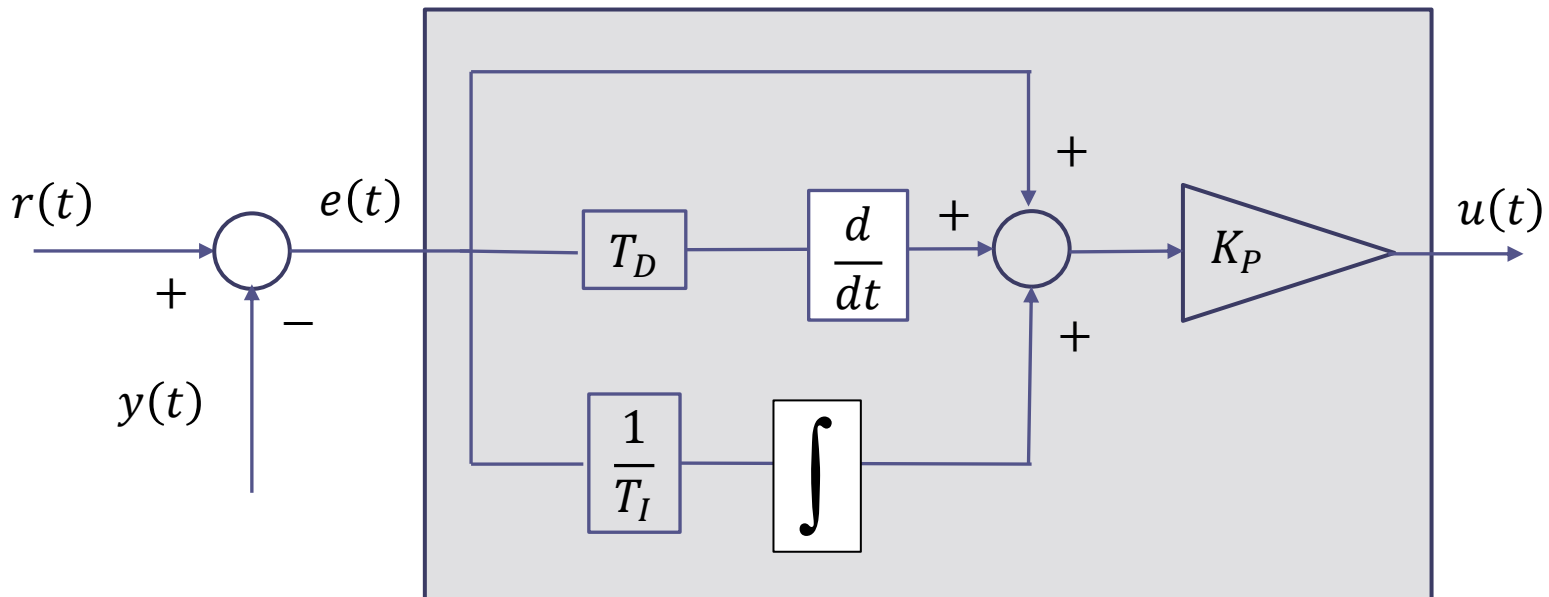 +
r(t)
e(t)
+
u(t)
T_D
d
dt
K_P
+
−
+
y(t)
1
T_I
∫